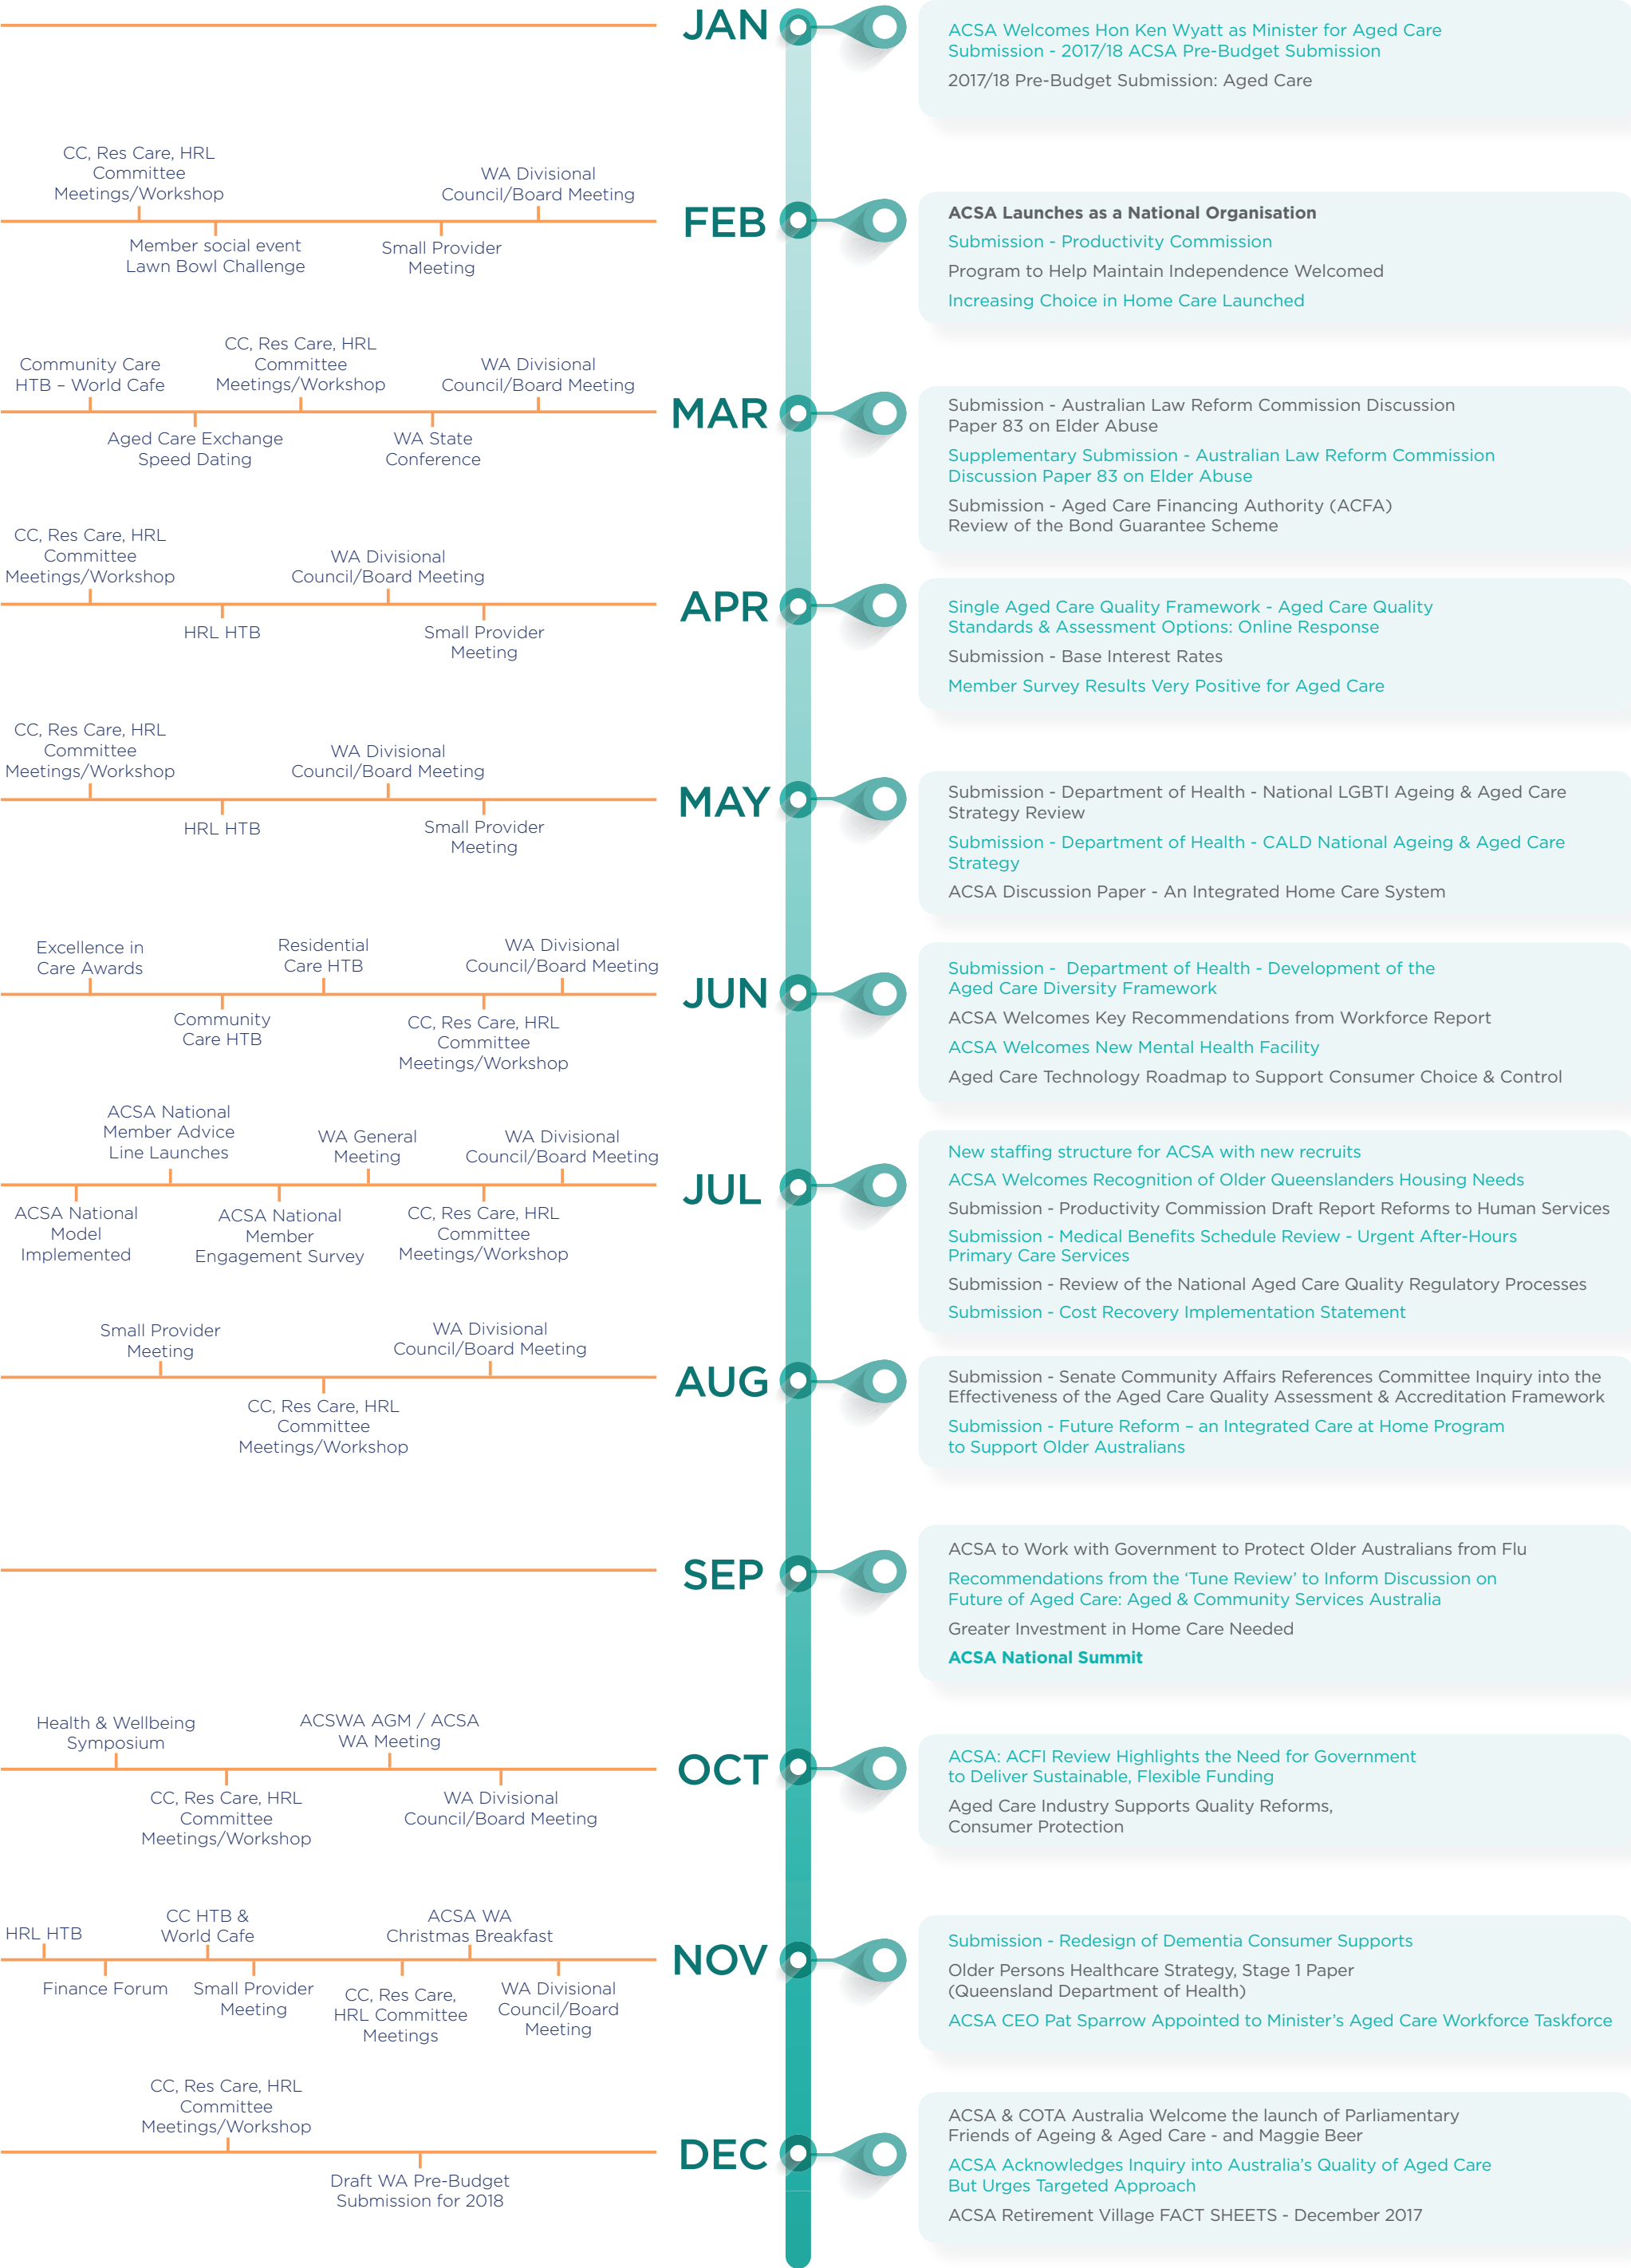 JAN
ACSA Welcomes Hon Ken Wyatt as Minister for Aged Care
Submission - 2017/18 ACSA Pre-Budget Submission
2017/18 Pre-Budget Submission: Aged Care
CC, Res Care, HRL
Committee
Meetings/Workshop
WA Divisional
Council/Board Meeting
Member social event
Lawn Bowl Challenge
Small Provider
Meeting
FEB
ACSA Launches as a National Organisation
Submission - Productivity Commission
Program to Help Maintain Independence Welcomed
Increasing Choice in Home Care Launched
Community Care
HTB – World Cafe
CC, Res Care, HRL
Committee
Meetings/Workshop
WA Divisional
Council/Board Meeting
Aged Care Exchange
Speed Dating
WA State
Conference
MAR
Submission - Australian Law Reform Commission Discussion
Paper 83 on Elder Abuse
Supplementary Submission - Australian Law Reform Commission
Discussion Paper 83 on Elder Abuse
Submission - Aged Care Financing Authority (ACFA)
Review of the Bond Guarantee Scheme
CC, Res Care, HRL
Committee
Meetings/Workshop
WA Divisional
Council/Board Meeting
HRL HTB
Small Provider
Meeting
APR
Single Aged Care Quality Framework - Aged Care Quality
Standards & Assessment Options: Online Response
Submission - Base Interest Rates
Member Survey Results Very Positive for Aged Care
CC, Res Care, HRL
Committee
Meetings/Workshop
WA Divisional
Council/Board Meeting
HRL HTB
Small Provider
Meeting
MAY
Submission - Department of Health - National LGBTI Ageing & Aged Care
Strategy Review
Submission - Department of Health - CALD National Ageing & Aged Care
Strategy
ACSA Discussion Paper - An Integrated Home Care System
Excellence in
Care Awards
Residential
Care HTB
WA Divisional
Council/Board Meeting
Community
Care HTB
CC, Res Care, HRL
Committee
Meetings/Workshop
JUN
Submission - Department of Health - Development of the
Aged Care Diversity Framework
ACSA Welcomes Key Recommendations from Workforce Report
ACSA Welcomes New Mental Health Facility
Aged Care Technology Roadmap to Support Consumer Choice & Control
ACSA National
Member Advice
Line Launches
WA General
Meeting
WA Divisional
Council/Board Meeting
ACSA National
Model
Implemented
ACSA National
Member
Engagement Survey
CC, Res Care, HRL
Committee
Meetings/Workshop
JUL
New staffing structure for ACSA with new recruits
ACSA Welcomes Recognition of Older Queenslanders Housing Needs
Submission - Productivity Commission Draft Report Reforms to Human Services
Submission - Medical Benefits Schedule Review - Urgent After-Hours
Primary Care Services
Submission - Review of the National Aged Care Quality Regulatory Processes
Submission - Cost Recovery Implementation Statement
Small Provider
Meeting
WA Divisional
Council/Board Meeting
CC, Res Care, HRL
Committee
Meetings/Workshop
AUG
Submission - Senate Community Affairs References Committee Inquiry into the
Effectiveness of the Aged Care Quality Assessment & Accreditation Framework
Submission - Future Reform – an Integrated Care at Home Program
to Support Older Australians
SEP
ACSA to Work with Government to Protect Older Australians from Flu
Recommendations from the ‘Tune Review’ to Inform Discussion on
Future of Aged Care: Aged & Community Services Australia
Greater Investment in Home Care Needed
ACSA National Summit
Health & Wellbeing
Symposium
ACSWA AGM / ACSA
WA Meeting
CC, Res Care, HRL
Committee
Meetings/Workshop
WA Divisional
Council/Board Meeting
OCT
ACSA: ACFI Review Highlights the Need for Government
to Deliver Sustainable, Flexible Funding
Aged Care Industry Supports Quality Reforms,
Consumer Protection
HRL HTB
CC HTB &
World Cafe
ACSA WA
Christmas Breakfast
Finance Forum
Small Provider
Meeting
CC, Res Care,
HRL Committee
Meetings
WA Divisional
Council/Board
Meeting
NOV
Submission - Redesign of Dementia Consumer Supports
Older Persons Healthcare Strategy, Stage 1 Paper
(Queensland Department of Health)
ACSA CEO Pat Sparrow Appointed to Minister’s Aged Care Workforce Taskforce
CC, Res Care, HRL
Committee
Meetings/Workshop
Draft WA Pre-Budget
Submission for 2018
DEC
ACSA & COTA Australia Welcome the launch of Parliamentary
Friends of Ageing & Aged Care - and Maggie Beer
ACSA Acknowledges Inquiry into Australia’s Quality of Aged Care
But Urges Targeted Approach
ACSA Retirement Village FACT SHEETS - December 2017